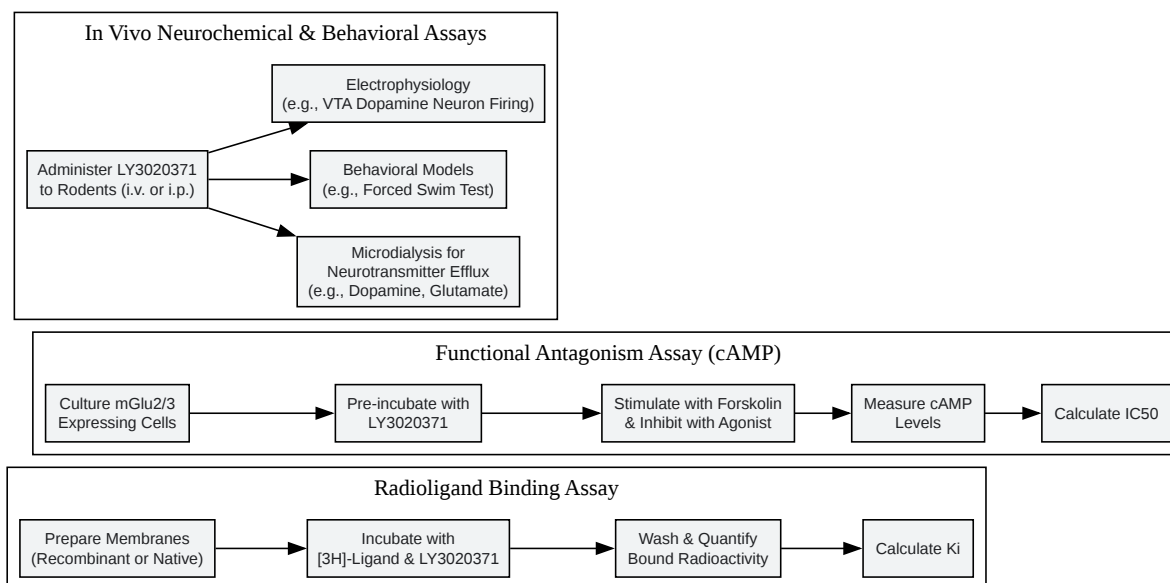 In Vivo Neurochemical & Behavioral Assays
Electrophysiology
(e.g., VTA Dopamine Neuron Firing)
Administer LY3020371
to Rodents (i.v. or i.p.)
Behavioral Models
(e.g., Forced Swim Test)
Microdialysis for
Neurotransmitter Efflux
(e.g., Dopamine, Glutamate)
Functional Antagonism Assay (cAMP)
Culture mGlu2/3
Expressing Cells
Pre-incubate with
LY3020371
Stimulate with Forskolin
& Inhibit with Agonist
Measure cAMP
Levels
Calculate IC50
Radioligand Binding Assay
Prepare Membranes
(Recombinant or Native)
Incubate with
[3H]-Ligand & LY3020371
Wash & Quantify
Bound Radioactivity
Calculate Ki